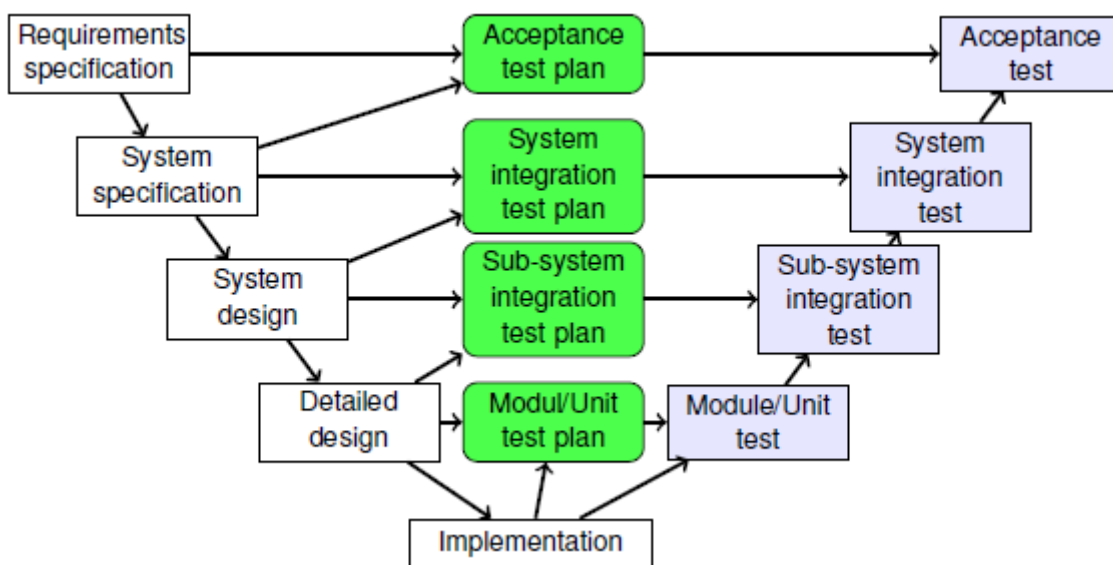 Requirements
specification
Acceptance
test plan
Acceptance
test
System
specification
System
integration
test plan
System
integration
test
System
design
Sub-system
integration
test plan
Sub-system
integration
test
Detailed
design
Modul/Unit
test plan
Module/Unit
test
Implementation